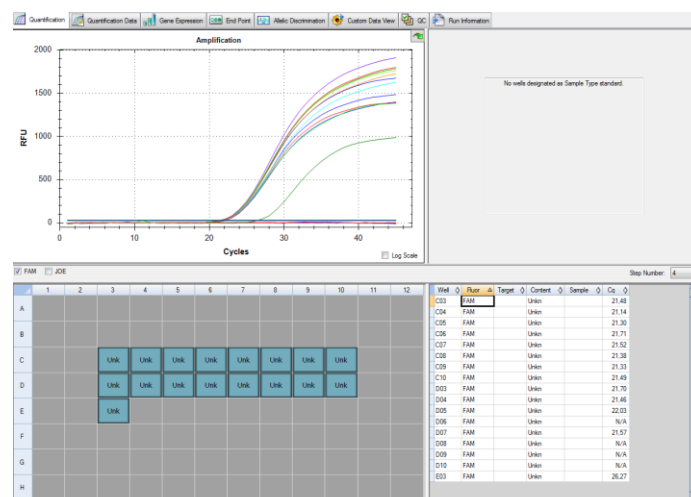 Quantification Quantification Data Gene Expression End Point Allelic Discrimination Custom Data View QC Run Information
Amplification
2000
1500
1000
500
0
RFU
0 10 20 30 40
Cycles
Log Scale
No wells designated as Sample Type standard.
FAM JOE
Step Number: 4
1 2 3 4 5 6 7 8 9 10 11 12
A
B
C Unk Unk Unk Unk Unk Unk Unk Unk
D Unk Unk Unk Unk Unk Unk Unk Unk
E Unk
F
G
H
Well Fluor Target Content Sample Cq
C03 FAM Unkn 21,48
C04 FAM Unkn 21,14
C05 FAM Unkn 21,30
C06 FAM Unkn 21,71
C07 FAM Unkn 21,52
C08 FAM Unkn 21,38
C09 FAM Unkn 21,33
C10 FAM Unkn 21,49
D03 FAM Unkn 21,70
D04 FAM Unkn 21,46
D05 FAM Unkn 22,03
D06 FAM Unkn N/A
D07 FAM Unkn 21,57
D08 FAM Unkn N/A
D09 FAM Unkn N/A
D10 FAM Unkn N/A
E03 FAM Unkn 26,27